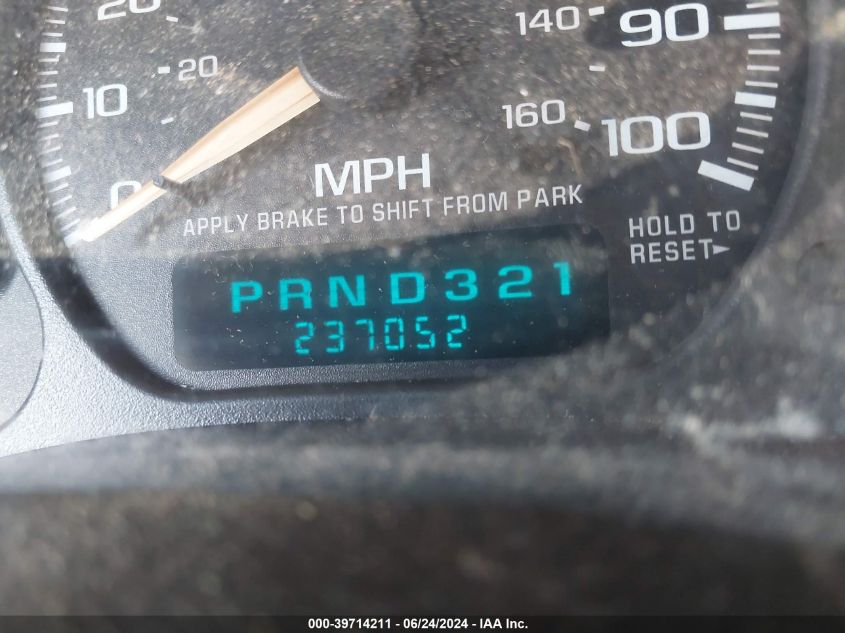 20
140
90
20
10
160
100
0
MPH
APPLY BRAKE TO SHIFT FROM PARK
HOLD TO
RESET►
PRND321
237052
000-39714211 - 06/24/2024 - IAA Inc.